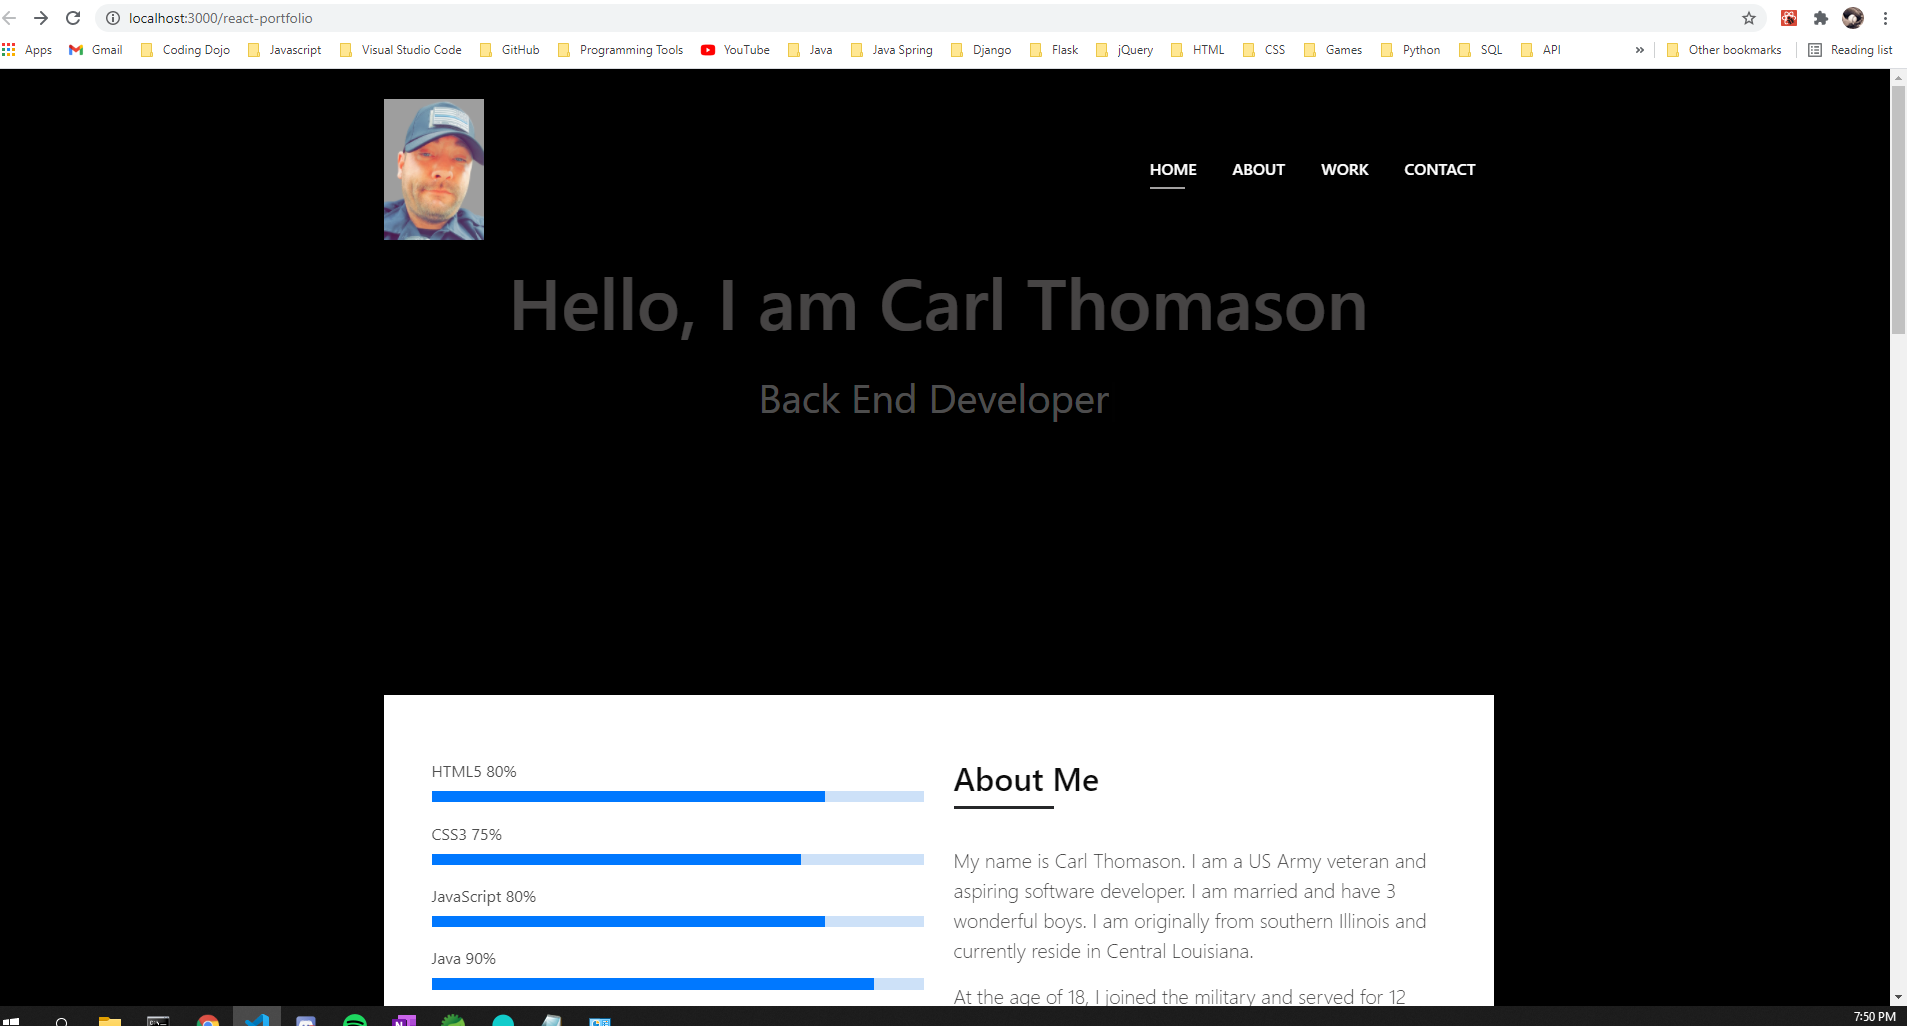 localhost:3000/react-portfolio
Apps Gmail Coding Dojo Javascript Visual Studio Code GitHub Programming Tools YouTube Java Java Spring Django Flask jQuery HTML CSS Games Python SQL API » Other bookmarks Reading list
HOME ABOUT WORK CONTACT
Hello, I am Carl Thomason
Back End Developer
HTML5 80%
CSS3 75%
JavaScript 80%
Java 90%
About Me
My name is Carl Thomason. I am a US Army veteran and
aspiring software developer. I am married and have 3
wonderful boys. I am originally from southern Illinois and
currently reside in Central Louisiana.
At the age of 18, I joined the military and served for 12
7:50 PM